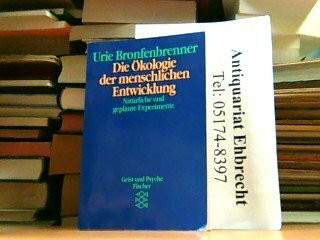 Urie Bronfenbrenner
Die Ökologie
der menschlichen
Entwicklung
Natürliche und
geplante Experimente
Geist und Psyche
Fischer
Antiquariat Ehbrecht
Tel: 05174-8397